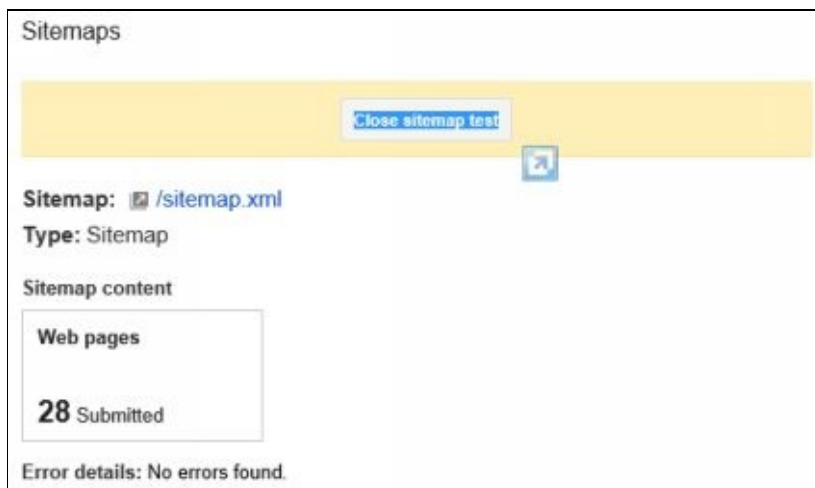 Sitemaps
Close sitemap test
Sitemap: /sitemap.xml
Type: Sitemap
Sitemap content
Web pages
28 Submitted
Error details: No errors found.